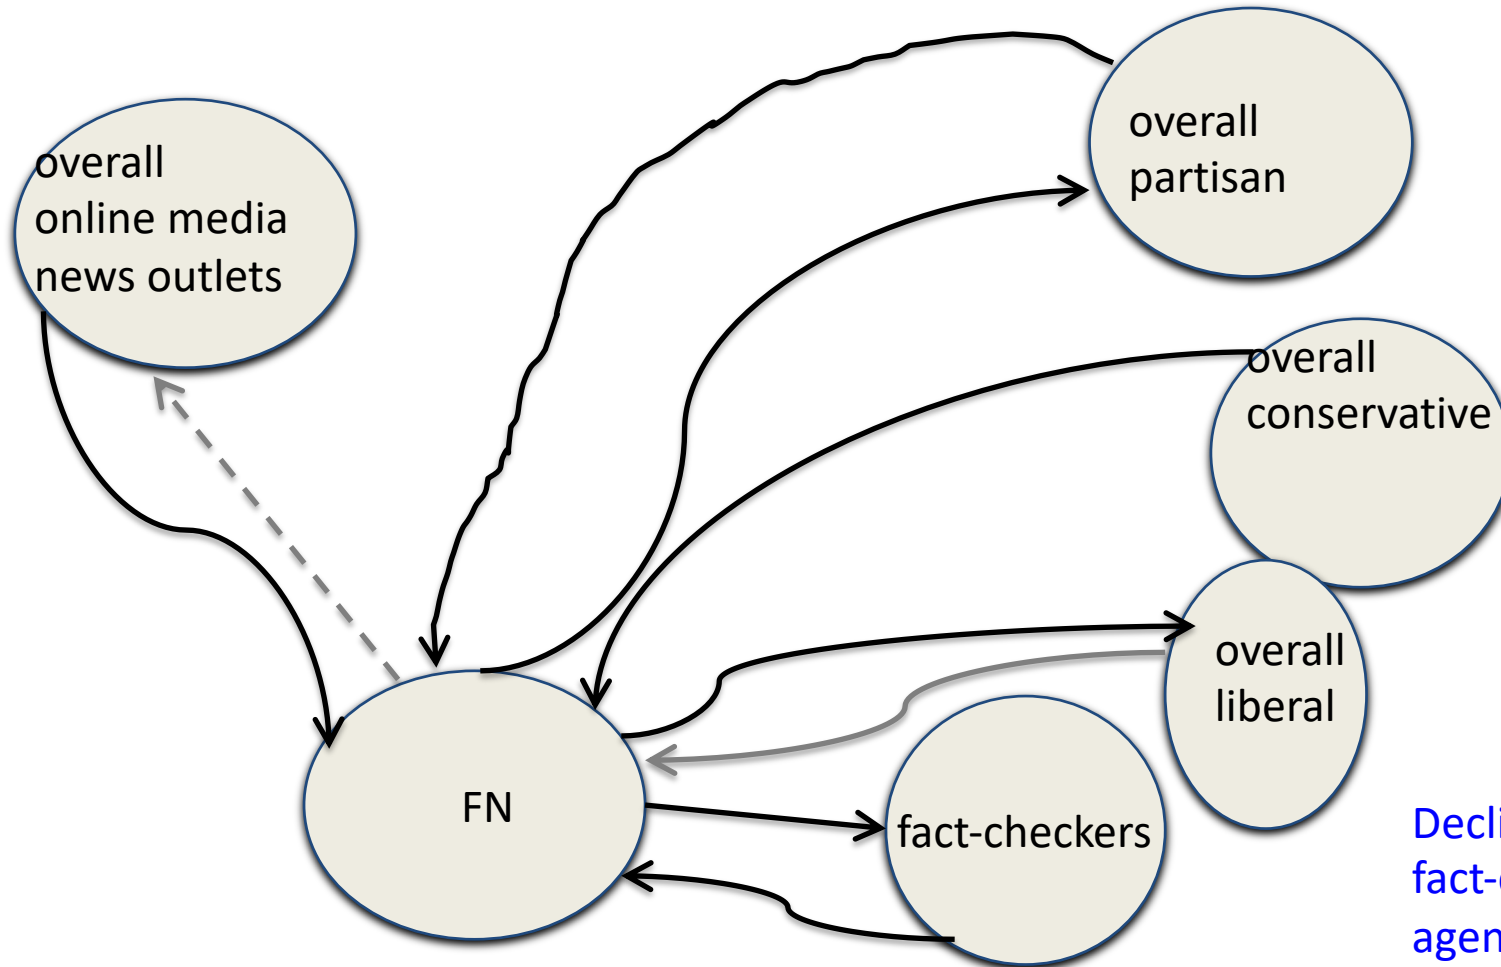 overall
online media
news outlets
overall
partisan
overall
conservative
overall
liberal
FN
fact-checkers